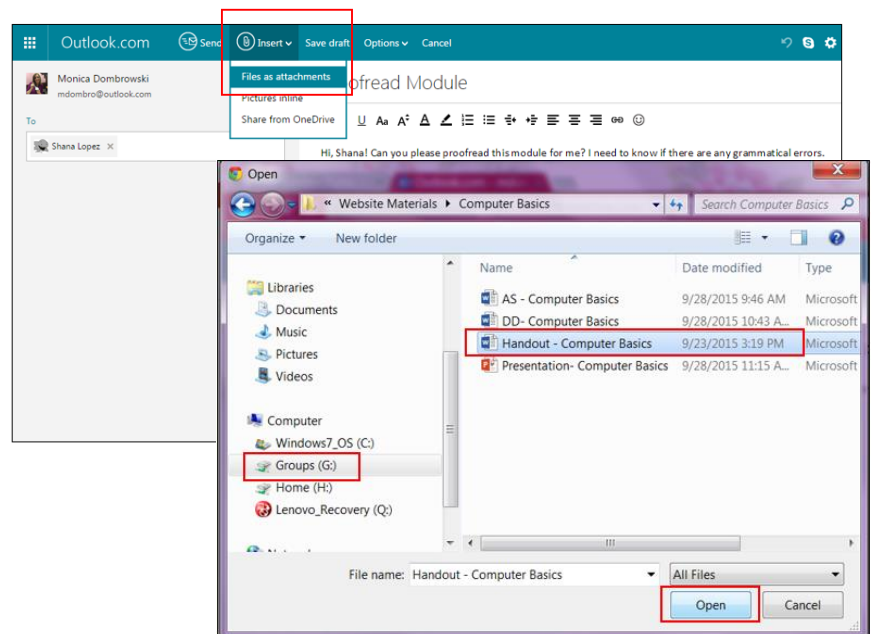 Outlook.com Send Insert Save draft Options Cancel
Monica Dombrowski
mdombro@outlook.com
To
Shana Lopez ×
Files as attachments
Pictures inline
Share from OneDrive
ofread Module
U Aa A
Hi, Shana! Can you please proofread this module for me? I need to know if there are any grammatical errors.
Open
« Website Materials Computer Basics Search Computer Basics
Organize New folder
Name Date modified Type
Libraries
Documents
Music
Pictures
Videos
Computer
Windows7_OS (C:)
Groups (G:)
Home (H:)
Lenovo_Recovery (Q:)
AS - Computer Basics 9/28/2015 9:46 AM Microsoft
DD- Computer Basics 9/28/2015 10:43 A... Microsoft
Handout - Computer Basics 9/23/2015 3:19 PM Microsoft
Presentation- Computer Basics 9/28/2015 11:15 A... Microsoft
File name: Handout - Computer Basics All Files
Open Cancel